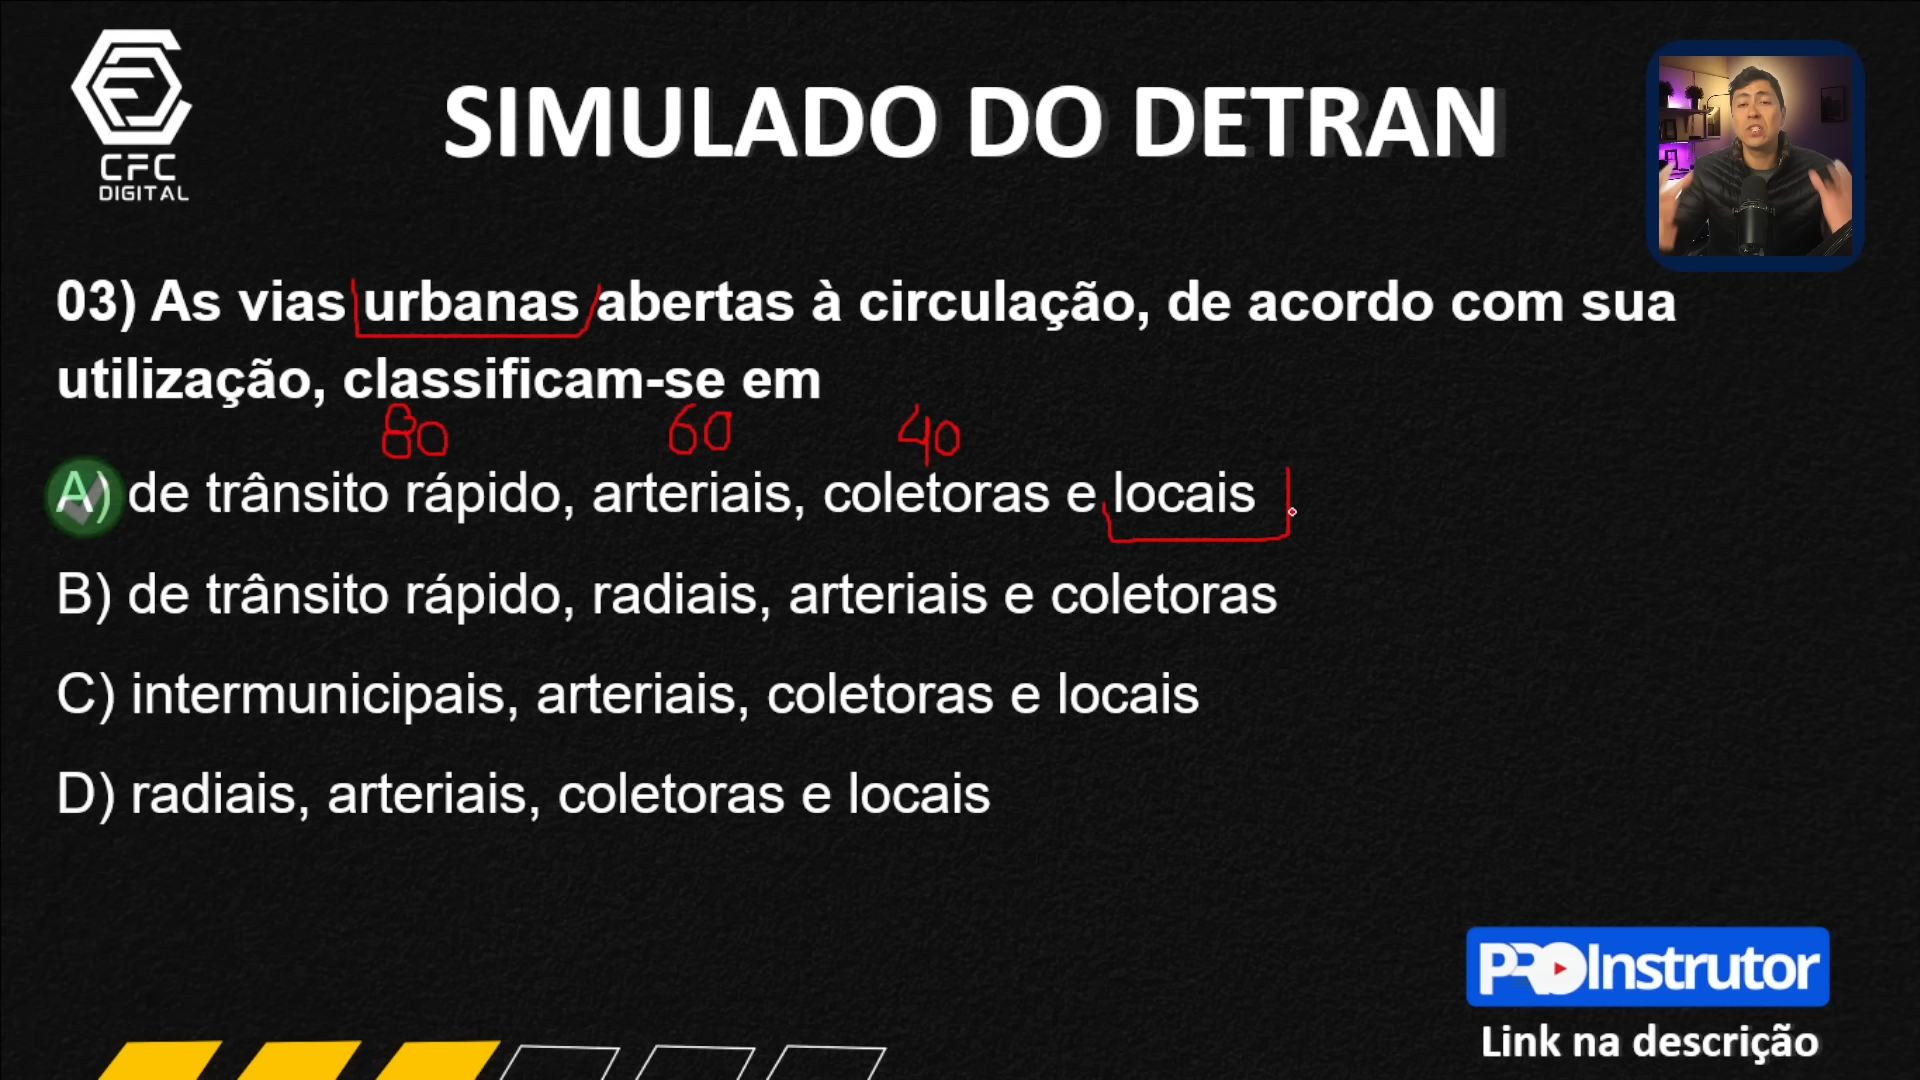 CFC
DIGITAL
SIMULADO DO DETRAN
03) As vias urbanas abertas à circulação, de acordo com sua
utilização, classificam-se em
80 60 40
A) de trânsito rápido, arteriais, coletoras e locais
B) de trânsito rápido, radiais, arteriais e coletoras
C) intermunicipais, arteriais, coletoras e locais
D) radiais, arteriais, coletoras e locais
PROInstrutor
Link na descrição